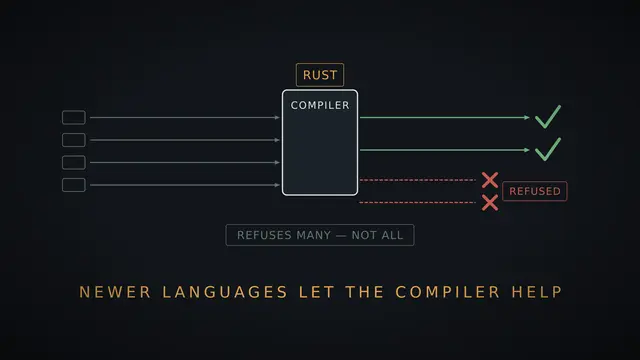 RUST
COMPILER
REFUSED
REFUSES MANY — NOT ALL
NEWER LANGUAGES LET THE COMPILER HELP